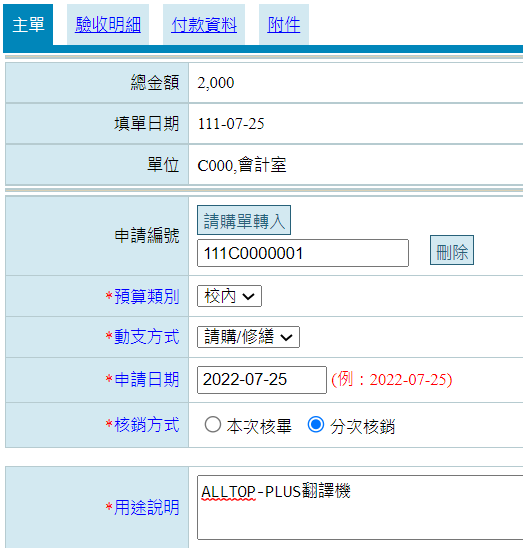 主單 驗收明細 付款資料 附件
總金額 2,000
填單日期 111-07-25
單位 C000,會計室
請購單轉入
申請編號 111C0000001 刪除
*預算類別 校內
*動支方式 請購/修繕
*申請日期 2022-07-25 (例：2022-07-25)
*核銷方式 本次核畢 分次核銷
*用途說明 ALLTOP-PLUS翻譯機